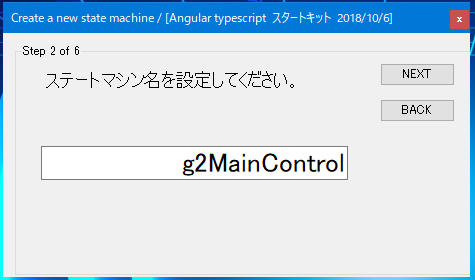 Create a new state machine / [Angular typescript スタートキット 2018/10/6]
x
Step 2 of 6
ステートマシン名を設定してください。
NEXT
BACK
g2MainControl